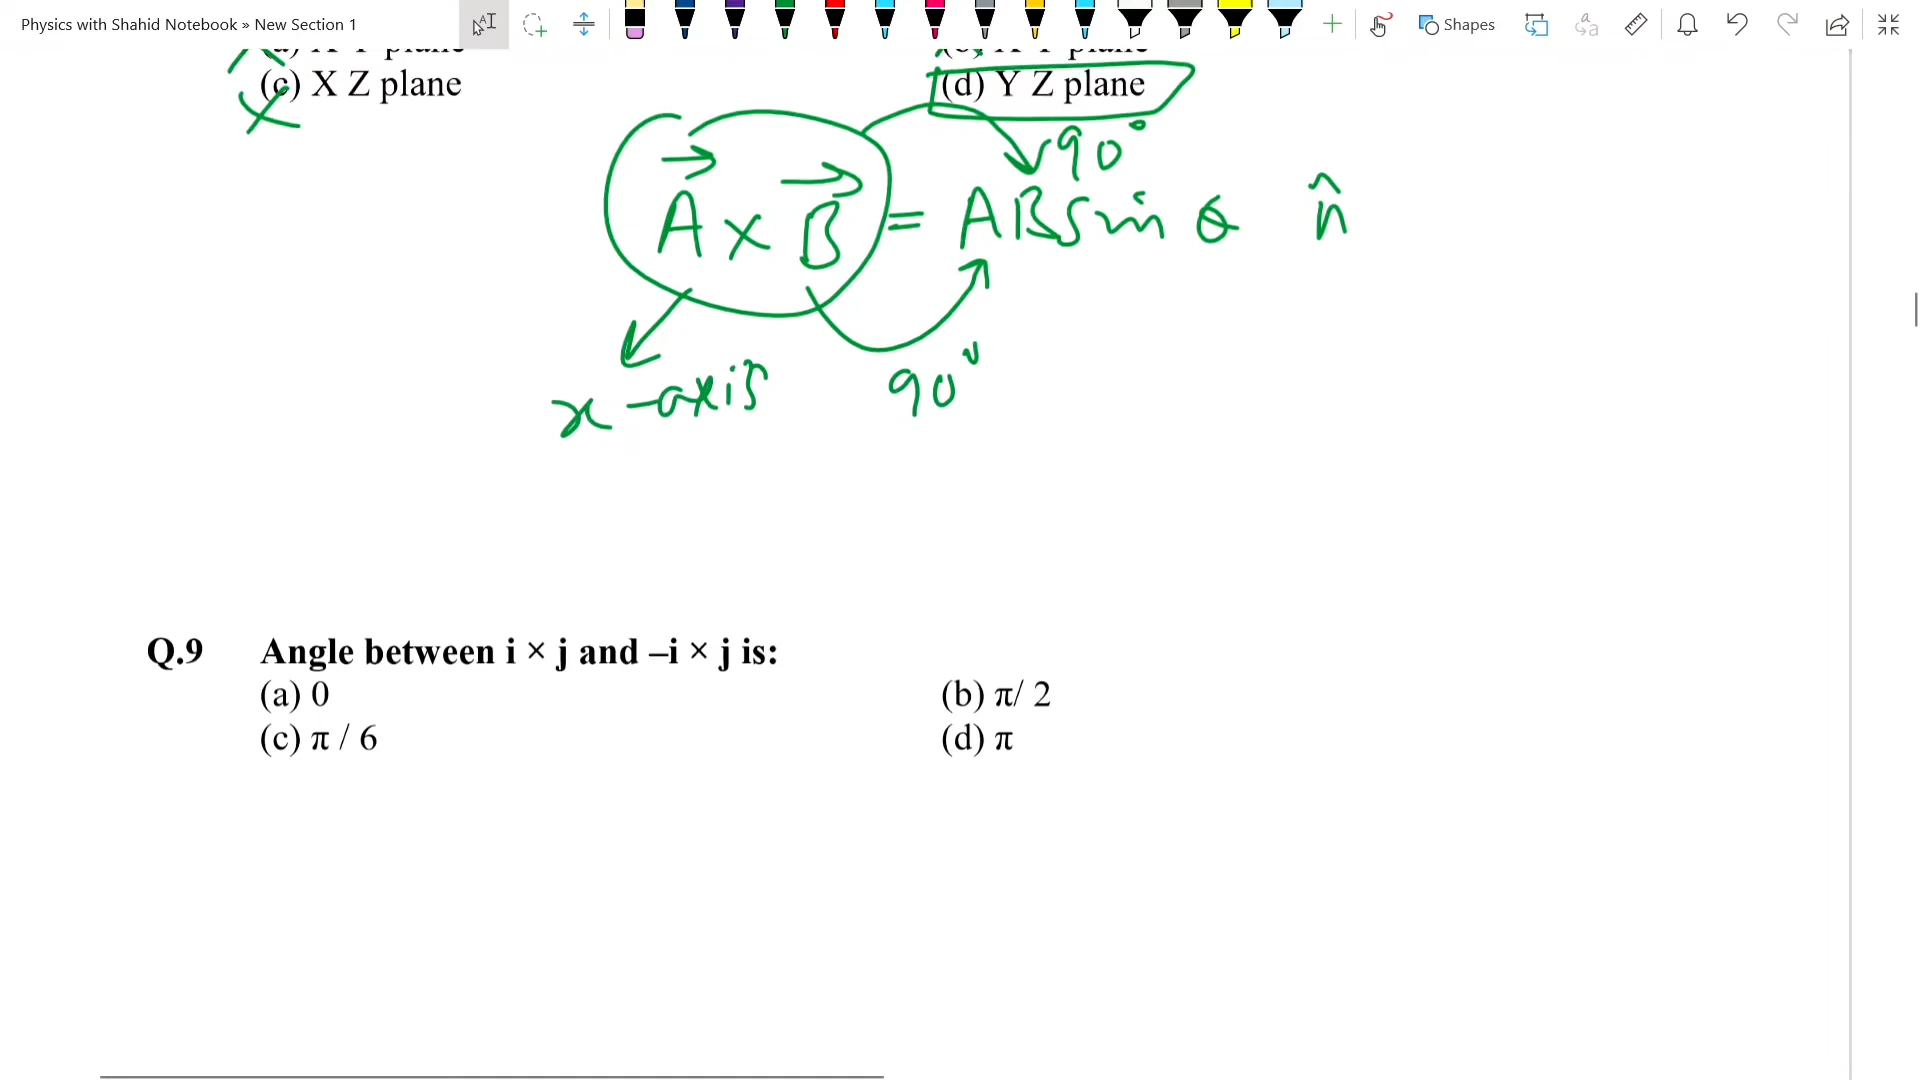 Physics with Shahid Notebook » New Section 1
Shapes
(c) X Z plane
(d) Y Z plane
90°
A × B = AB Sin θ n̂
x-axis
90°
Q.9 Angle between i × j and –i × j is:
(a) 0
(b) π/ 2
(c) π / 6
(d) π